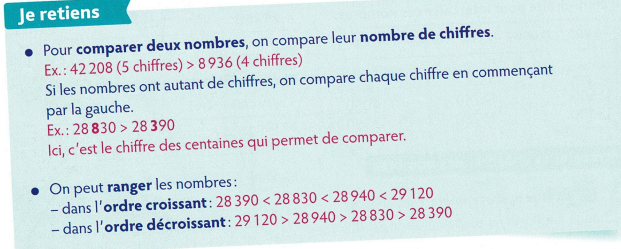 Je retiens
● Pour comparer deux nombres, on compare leur nombre de chiffres.
Ex. : 42 208 (5 chiffres) > 8 936 (4 chiffres)
Si les nombres ont autant de chiffres, on compare chaque chiffre en commençant
par la gauche.
Ex. : 28 830 > 28 390
Ici, c'est le chiffre des centaines qui permet de comparer.
● On peut ranger les nombres :
– dans l'ordre croissant : 28 390 < 28 830 < 28 940 < 29 120
– dans l'ordre décroissant : 29 120 > 28 940 > 28 830 > 28 390